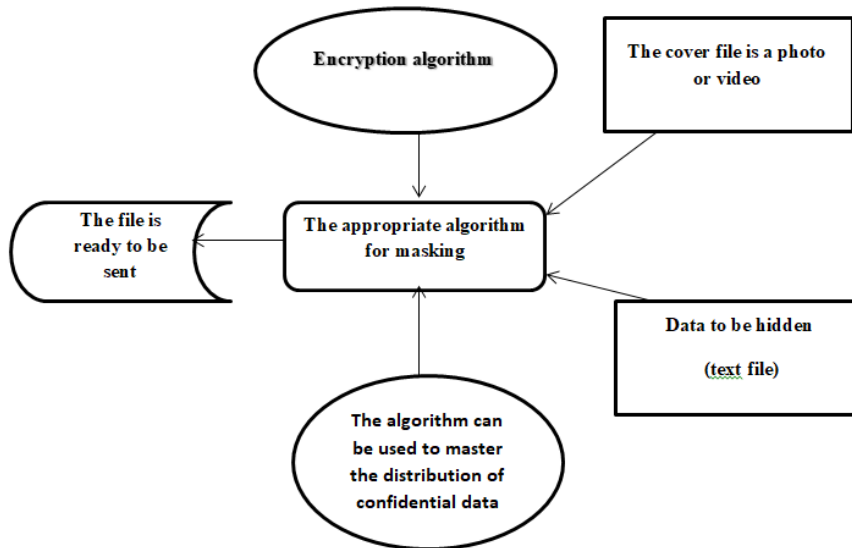 Encryption algorithm
The cover file is a photo
or video
The file is
ready to be
sent
The appropriate algorithm
for masking
Data to be hidden
(text file)
The algorithm can
be used to master
the distribution of
confidential data